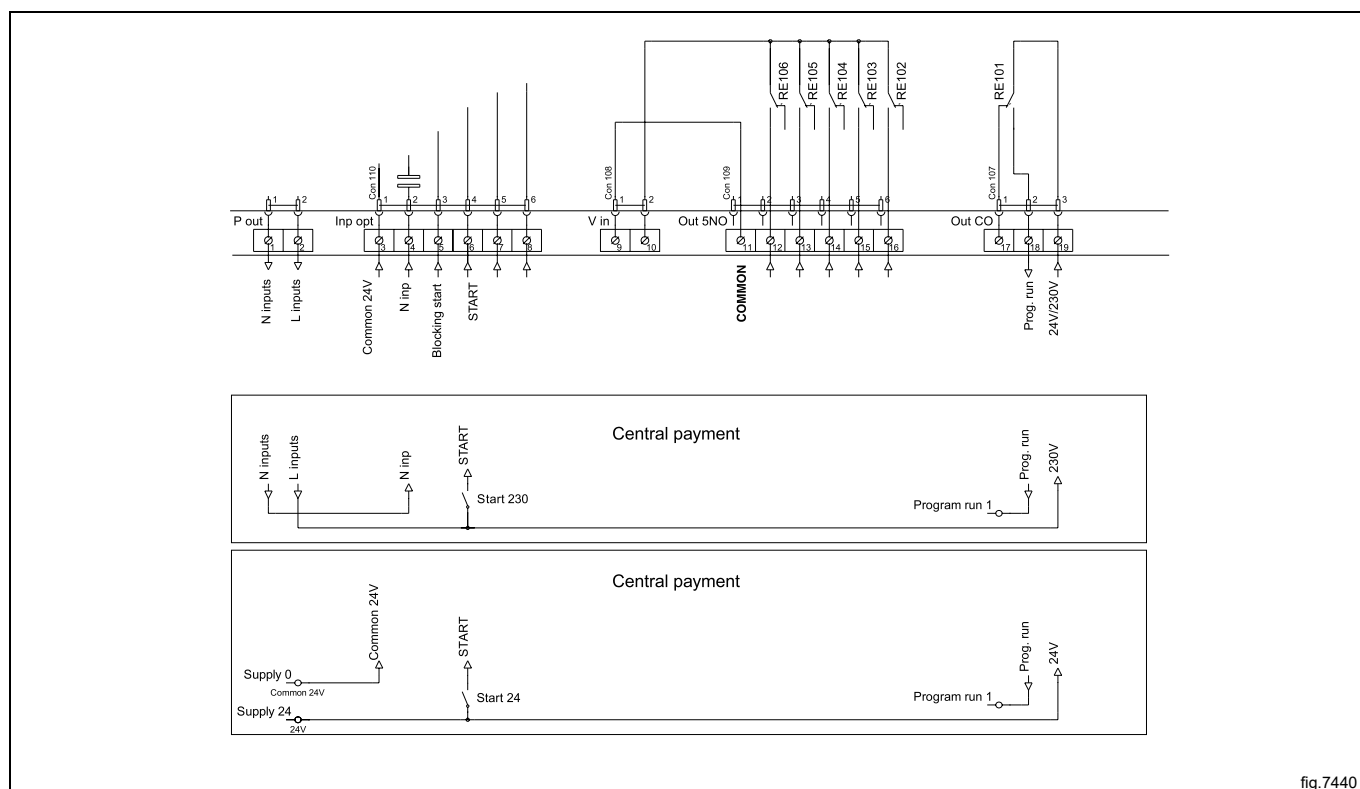 RE106
RE105
RE104
RE103
RE102
RE101
Con 110
Con 108
Con 109
Con 107
1 2
1 2 3 4 5 6
1 2
1 2 3 4 5 6
1 2 3
P out
Inp opt
V in
Out 5NO
Out CO
1 2
3 4 5 6 7 8
9 10
11 12 13 14 15 16
17 18 19
N inputs
L inputs
Common 24V
N inp
Blocking start
START
COMMON
Prog. run
24V/230V
Central payment
N inputs
L inputs
N inp
START
Start 230
Program run 1
Prog. run
230V
Central payment
Common 24V
START
Prog. run
24V
Supply 0
Common 24V
Start 24
Program run 1
Supply 24
24V
fig.7440